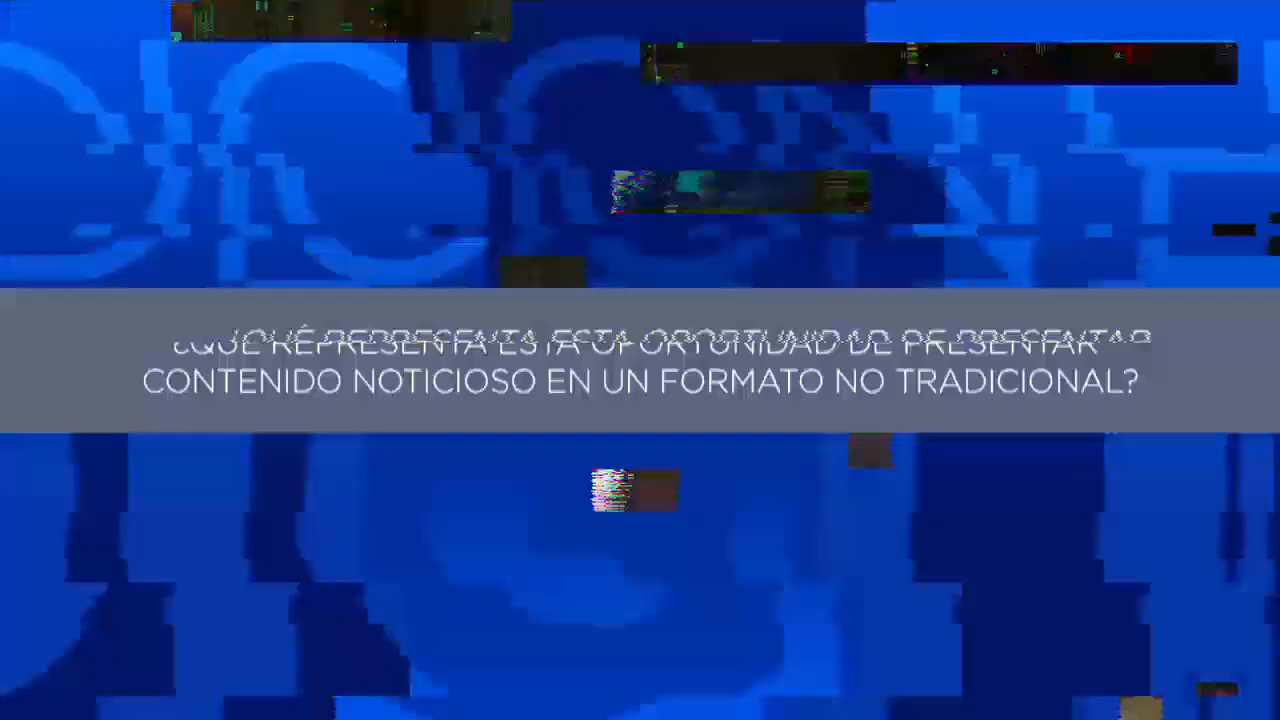 ¿QUÉ REPRESENTA ESTA OPORTUNIDAD DE PRESENTAR
CONTENIDO NOTICIOSO EN UN FORMATO NO TRADICIONAL?